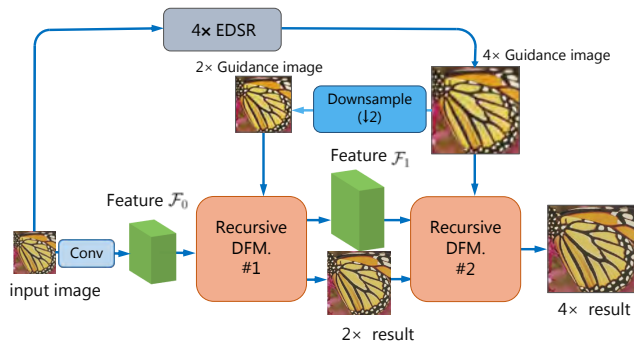 4× EDSR
2× Guidance image
4× Guidance image
Downsample
(↓2)
Feature F₁
Feature F₀
Recursive
DFM.
#1
Recursive
DFM.
#2
Conv
input image
2× result
4× result